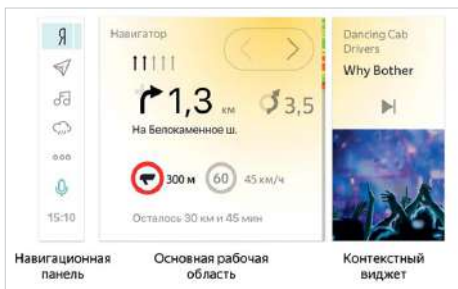 Я
Навигатор
1,3 км
3,5
На Белокаменное ш.
300 м
60
45 км/ч
Осталось 30 км и 45 мин
15:10
Dancing Cab
Drivers
Why Bother
Навигационная
панель
Основная рабочая
область
Контекстный
виджет